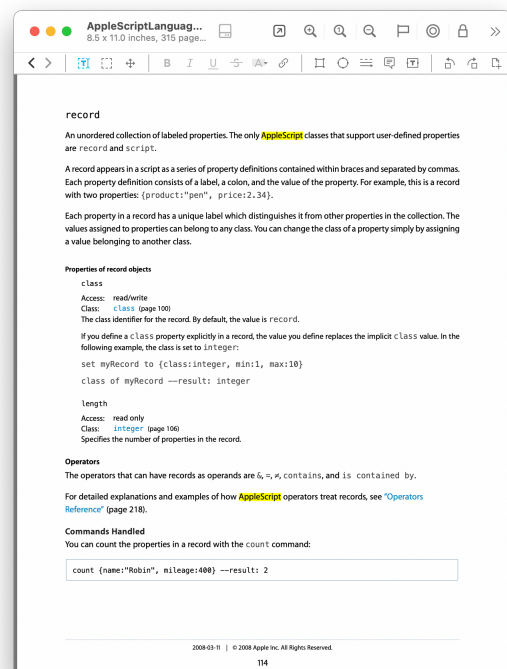 AppleScriptLanguag...
8.5 x 11.0 inches, 315 page...
B I U S A
record
An unordered collection of labeled properties. The only AppleScript classes that support user-defined properties
are record and script.
A record appears in a script as a series of property definitions contained within braces and separated by commas.
Each property definition consists of a label, a colon, and the value of the property. For example, this is a record
with two properties: {product:"pen", price:2.34}.
Each property in a record has a unique label which distinguishes it from other properties in the collection. The
values assigned to properties can belong to any class. You can change the class of a property simply by assigning
a value belonging to another class.
Properties of record objects
class
Access: read/write
Class: class (page 100)
The class identifier for the record. By default, the value is record.
If you define a class property explicitly in a record, the value you define replaces the implicit class value. In the
following example, the class is set to integer:
set myRecord to {class:integer, min:1, max:10}
class of myRecord --result: integer
length
Access: read only
Class: integer (page 106)
Specifies the number of properties in the record.
Operators
The operators that can have records as operands are &, =, ≠, contains, and is contained by.
For detailed explanations and examples of how AppleScript operators treat records, see "Operators
Reference" (page 218).
Commands Handled
You can count the properties in a record with the count command:
count {name:"Robin", mileage:400} --result: 2
2008-03-11 | © 2008 Apple Inc. All Rights Reserved.
114